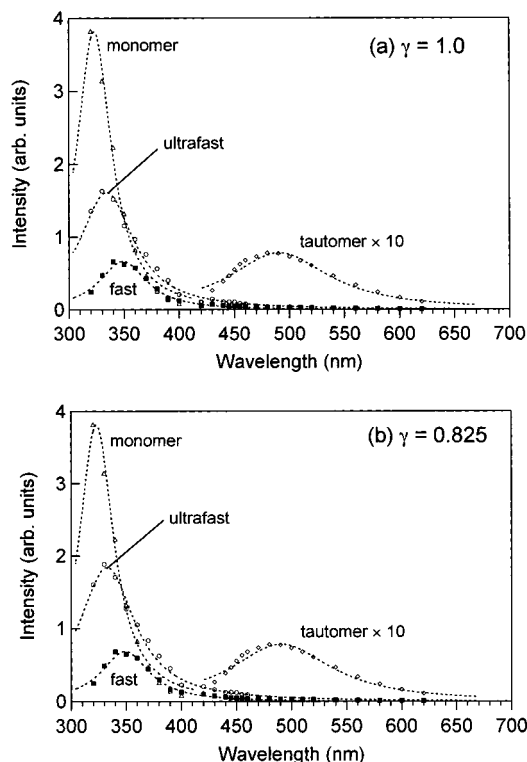 (a) γ = 1.0
monomer
ultrafast
fast
tautomer × 10
Intensity (arb. units)
4
3
2
1
0
300 350 400 450 500 550 600 650 700
Wavelength (nm)
(b) γ = 0.825
monomer
ultrafast
fast
tautomer × 10
Intensity (arb. units)
4
3
2
1
0
300 350 400 450 500 550 600 650 700
Wavelength (nm)